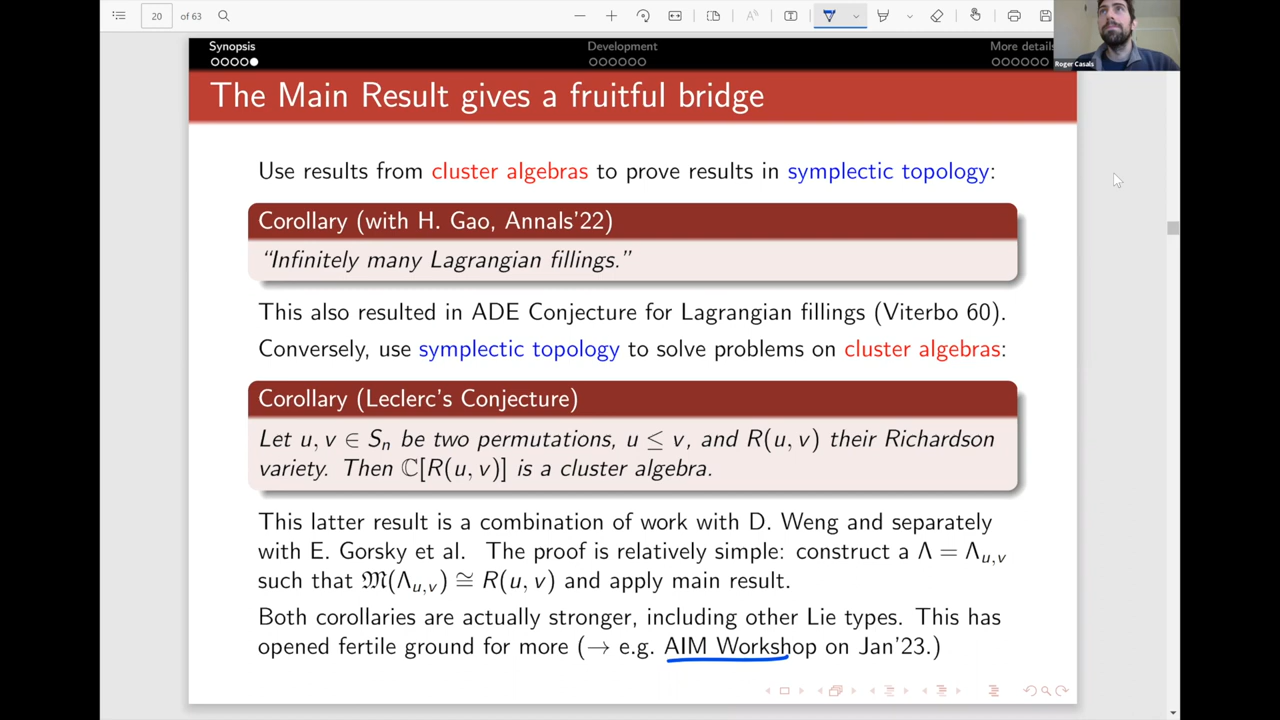 20 of 63
Roger Casals
Synopsis Development More details
The Main Result gives a fruitful bridge
Use results from cluster algebras to prove results in symplectic topology:
Corollary (with H. Gao, Annals'22)
“Infinitely many Lagrangian fillings.”
This also resulted in ADE Conjecture for Lagrangian fillings (Viterbo 60).
Conversely, use symplectic topology to solve problems on cluster algebras:
Corollary (Leclerc's Conjecture)
Let u, v ∈ Sₙ be two permutations, u ≤ v, and R(u, v) their Richardson
variety. Then ℂ[R(u, v)] is a cluster algebra.
This latter result is a combination of work with D. Weng and separately
with E. Gorsky et al. The proof is relatively simple: construct a Λ = Λ_{u,v}
such that 𝔐(Λ_{u,v}) ≅ R(u, v) and apply main result.
Both corollaries are actually stronger, including other Lie types. This has
opened fertile ground for more (→ e.g. AIM Workshop on Jan'23.)